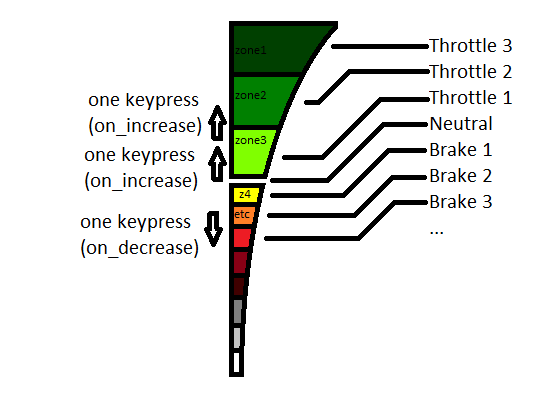 zone1
Throttle 3
Throttle 2
zone2
one keypress
(on_increase)
Throttle 1
Neutral
zone3
one keypress
(on_increase)
Brake 1
z4
Brake 2
etc
one keypress
(on_decrease)
Brake 3
...